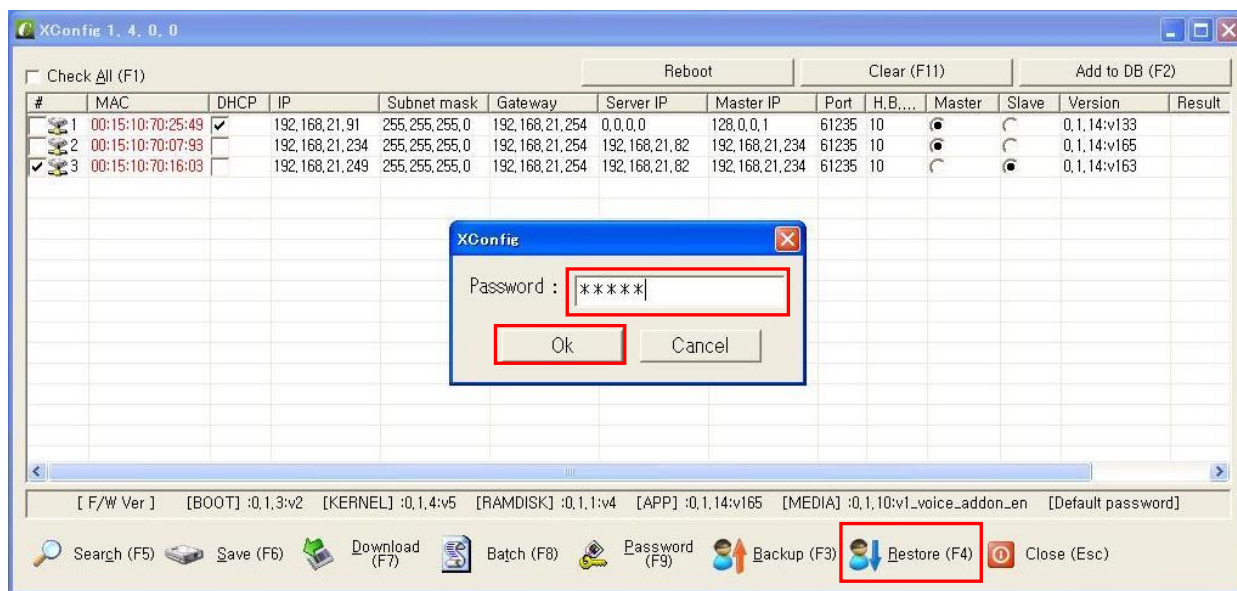 XConfig 1, 4, 0, 0
Check All (F1) Reboot Clear (F11) Add to DB (F2)
# MAC DHCP IP Subnet mask Gateway Server IP Master IP Port H,B,... Master Slave Version Result
1 00:15:10:70:25:49 192,168,21,91 255,255,255,0 192,168,21,254 0,0,0,0 128,0,0,1 61235 10 0,1,14:v133
2 00:15:10:70:07:93 192,168,21,234 255,255,255,0 192,168,21,254 192,168,21,82 192,168,21,234 61235 10 0,1,14:v165
3 00:15:10:70:16:03 192,168,21,249 255,255,255,0 192,168,21,254 192,168,21,82 192,168,21,234 61235 10 0,1,14:v163
XConfig
Password : *****
Ok Cancel
[ F/W Ver ] [BOOT] :0,1,3:v2 [KERNEL] :0,1,4:v5 [RAMDISK] :0,1,1:v4 [APP] :0,1,14:v165 [MEDIA] :0,1,10:v1_voice_addon_en [Default password]
Search (F5) Save (F6) Download (F7) Batch (F8) Password (F9) Backup (F3) Restore (F4) Close (Esc)